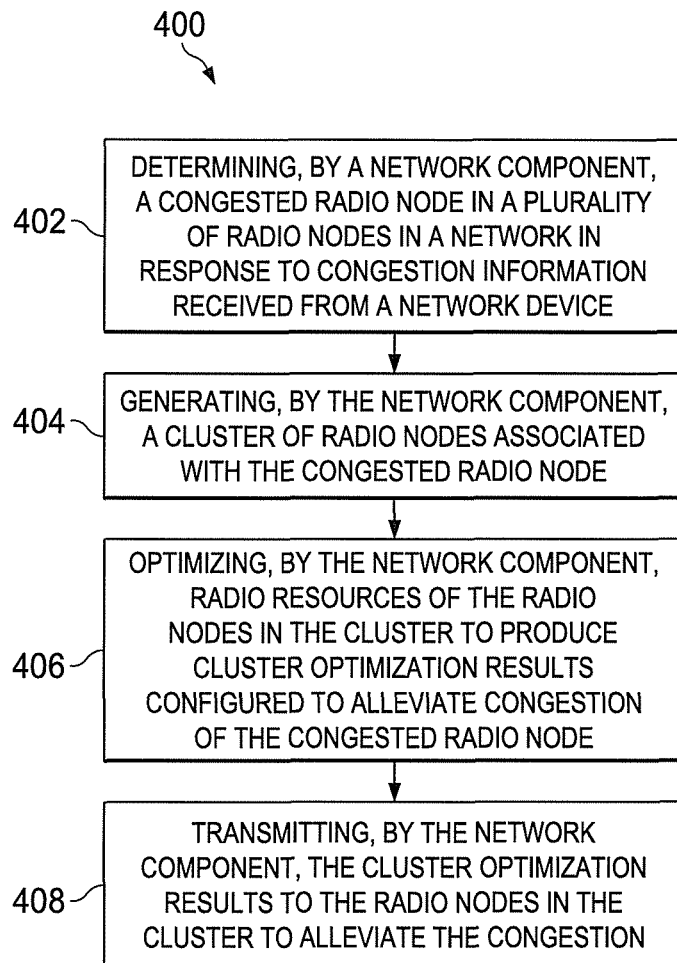 400
402
DETERMINING, BY A NETWORK COMPONENT,
A CONGESTED RADIO NODE IN A PLURALITY
OF RADIO NODES IN A NETWORK IN
RESPONSE TO CONGESTION INFORMATION
RECEIVED FROM A NETWORK DEVICE
404
GENERATING, BY THE NETWORK COMPONENT,
A CLUSTER OF RADIO NODES ASSOCIATED
WITH THE CONGESTED RADIO NODE
406
OPTIMIZING, BY THE NETWORK COMPONENT,
RADIO RESOURCES OF THE RADIO
NODES IN THE CLUSTER TO PRODUCE
CLUSTER OPTIMIZATION RESULTS
CONFIGURED TO ALLEVIATE CONGESTION
OF THE CONGESTED RADIO NODE
408
TRANSMITTING, BY THE NETWORK
COMPONENT, THE CLUSTER OPTIMIZATION
RESULTS TO THE RADIO NODES IN THE
CLUSTER TO ALLEVIATE THE CONGESTION